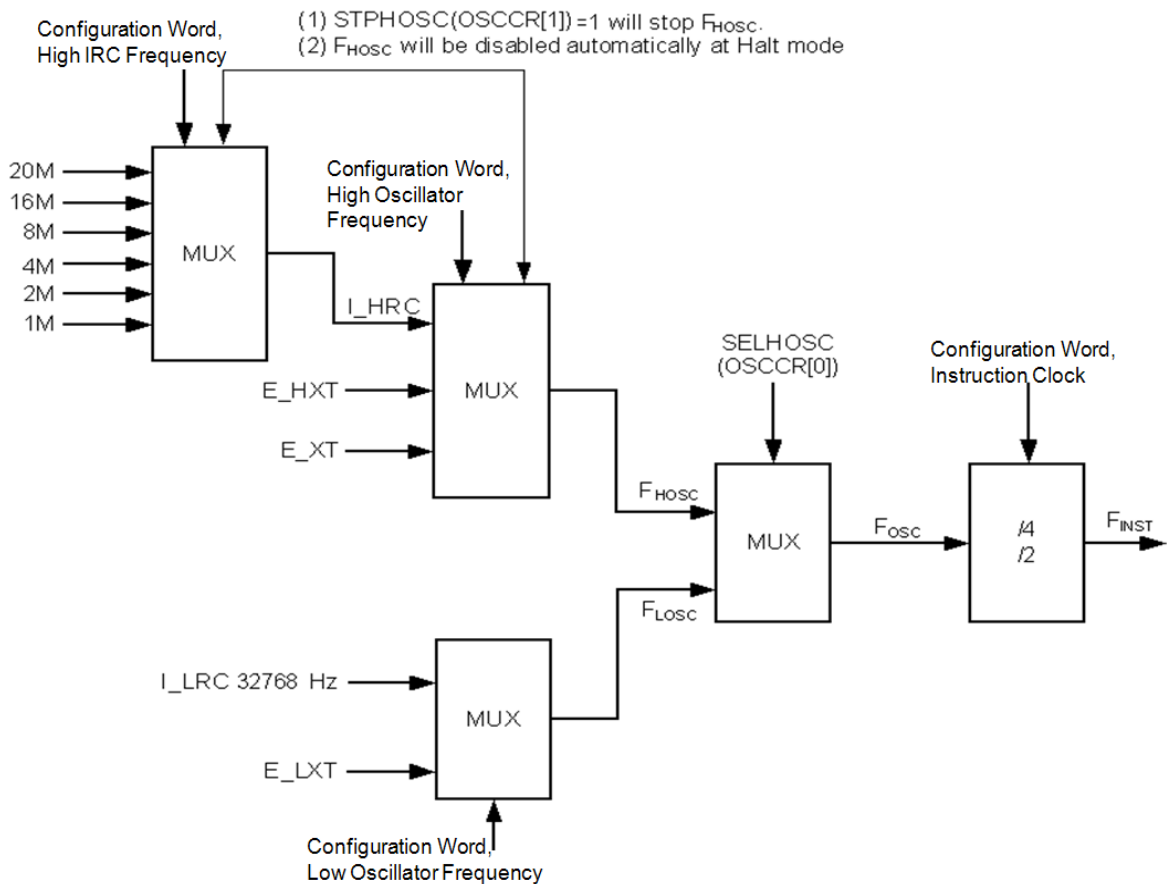 (1) STPHOSC(OSCCR[1])=1 will stop FHOSC.
(2) FHOSC will be disabled automatically at Halt mode
Configuration Word,
High IRC Frequency
20M
16M
8M
4M
2M
1M
MUX
I_HRC
Configuration Word,
High Oscillator
Frequency
E_HXT
E_XT
MUX
FHOSC
SELHOSC
(OSCCR[0])
MUX
FLOSC
FOSC
Configuration Word,
Instruction Clock
/4
/2
FINST
I_LRC 32768 Hz
E_LXT
MUX
Configuration Word,
Low Oscillator Frequency